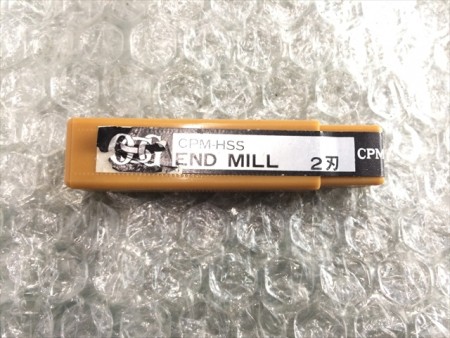 OSG
CPM-HSS
END MILL 2刃
CPM